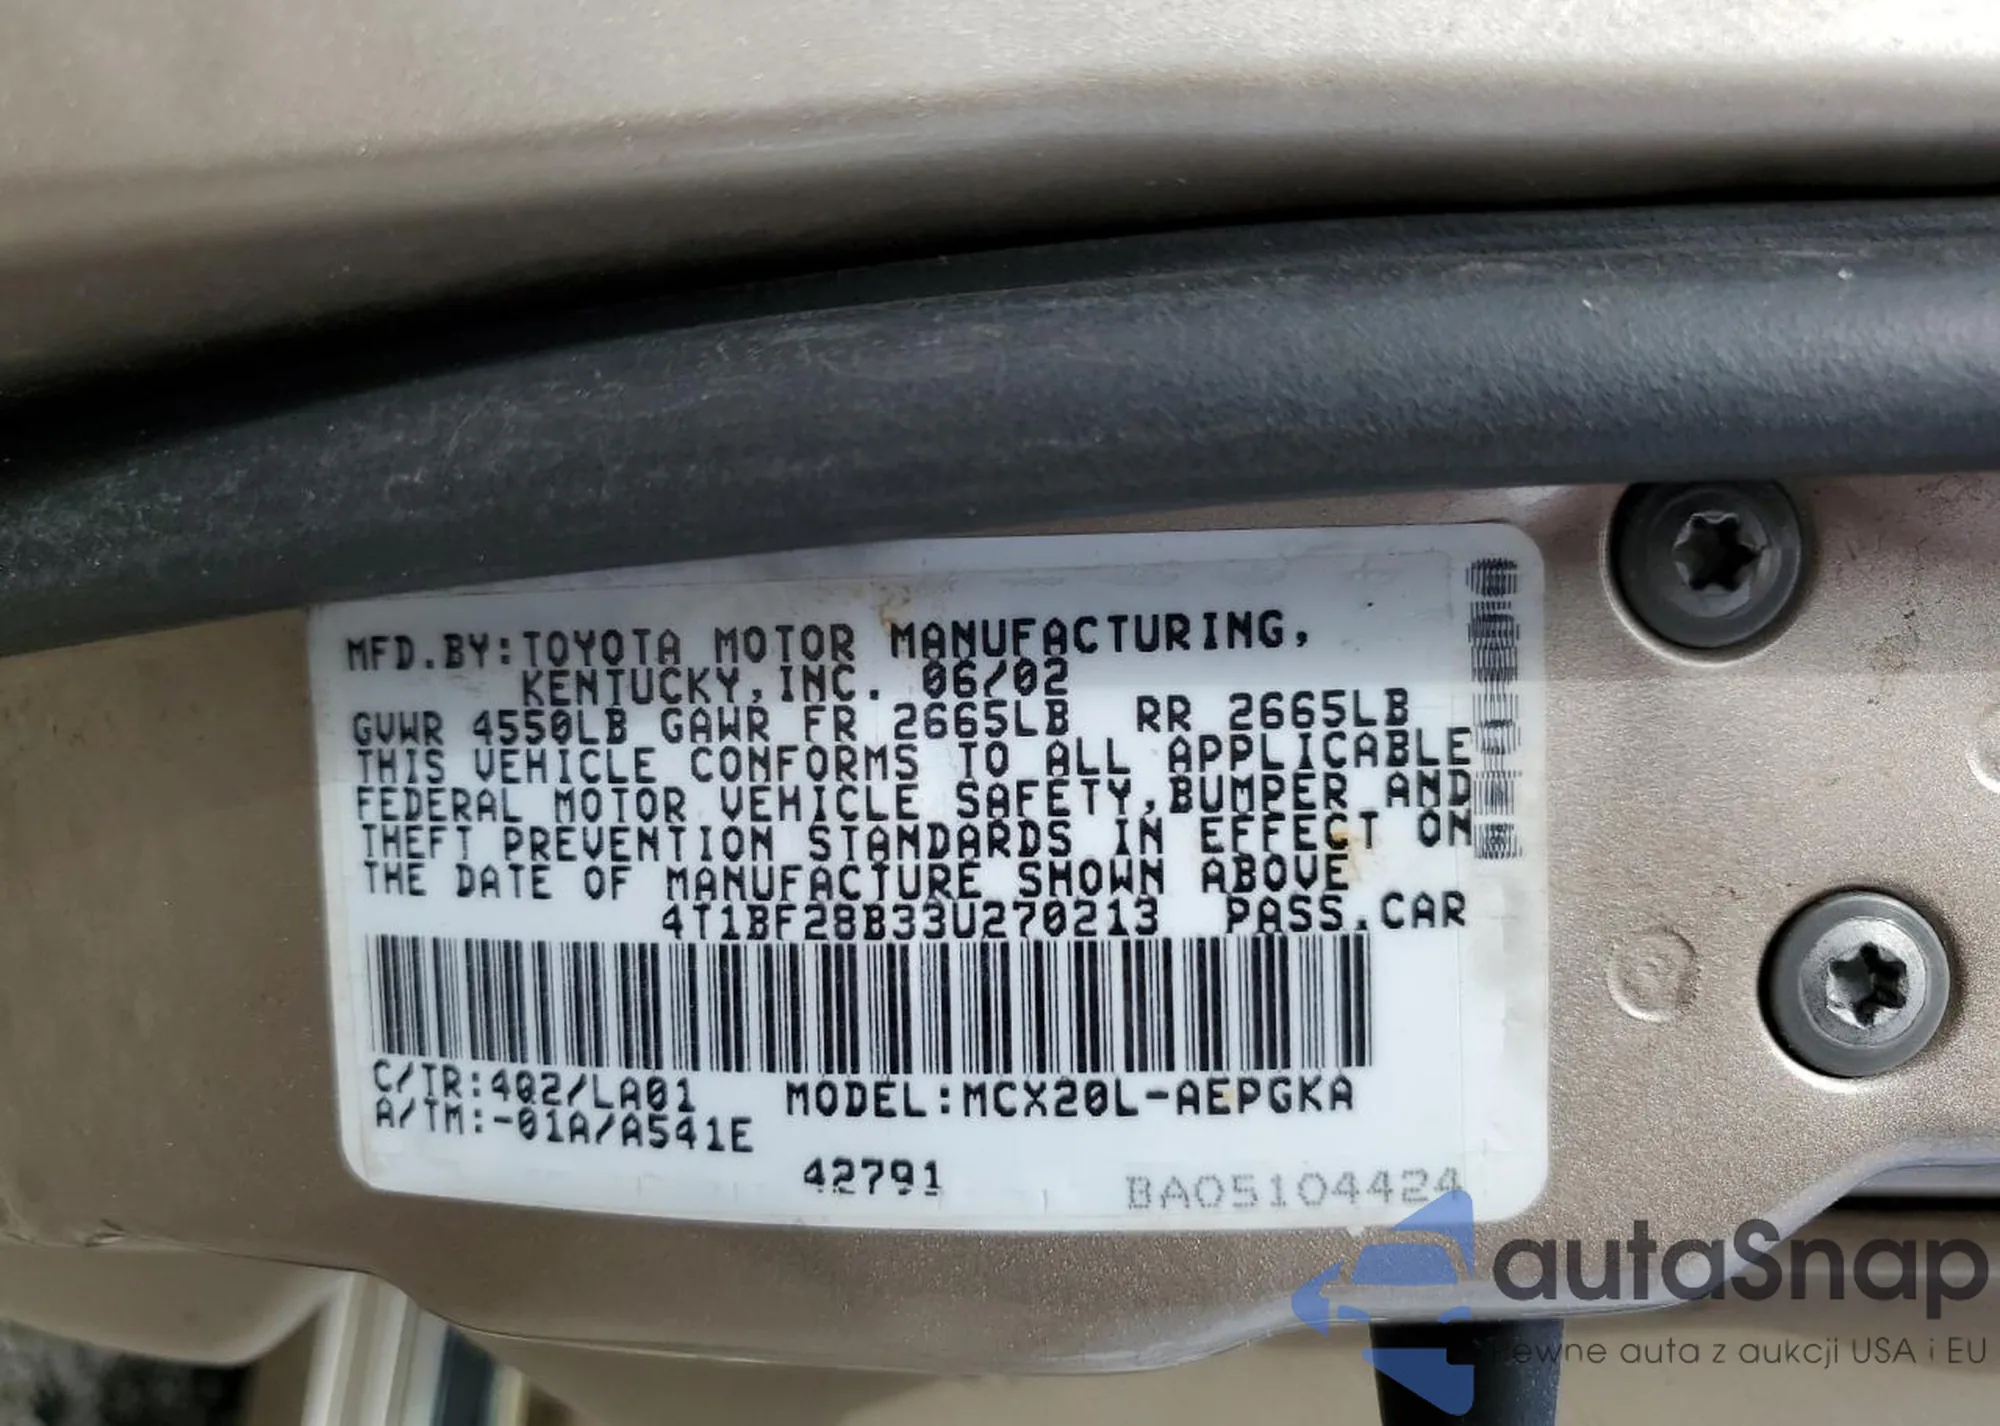 MFD.BY:TOYOTA MOTOR MANUFACTURING,
KENTUCKY,INC. 06/02
GVWR 4550LB GAWR FR 2665LB RR 2665LB
THIS VEHICLE CONFORMS TO ALL APPLICABLE
FEDERAL MOTOR VEHICLE SAFETY,BUMPER AND
THEFT PREVENTION STANDARDS IN EFFECT ON
THE DATE OF MANUFACTURE SHOWN ABOVE
4T1BF28B33U270213 PASS.CAR
C/TR:402/LA01 MODEL:MCX20L-AEPGKA
A/TM:-01A/A541E
42791
BA05104424
autoSnap
Pewne auta z aukcji USA i EU